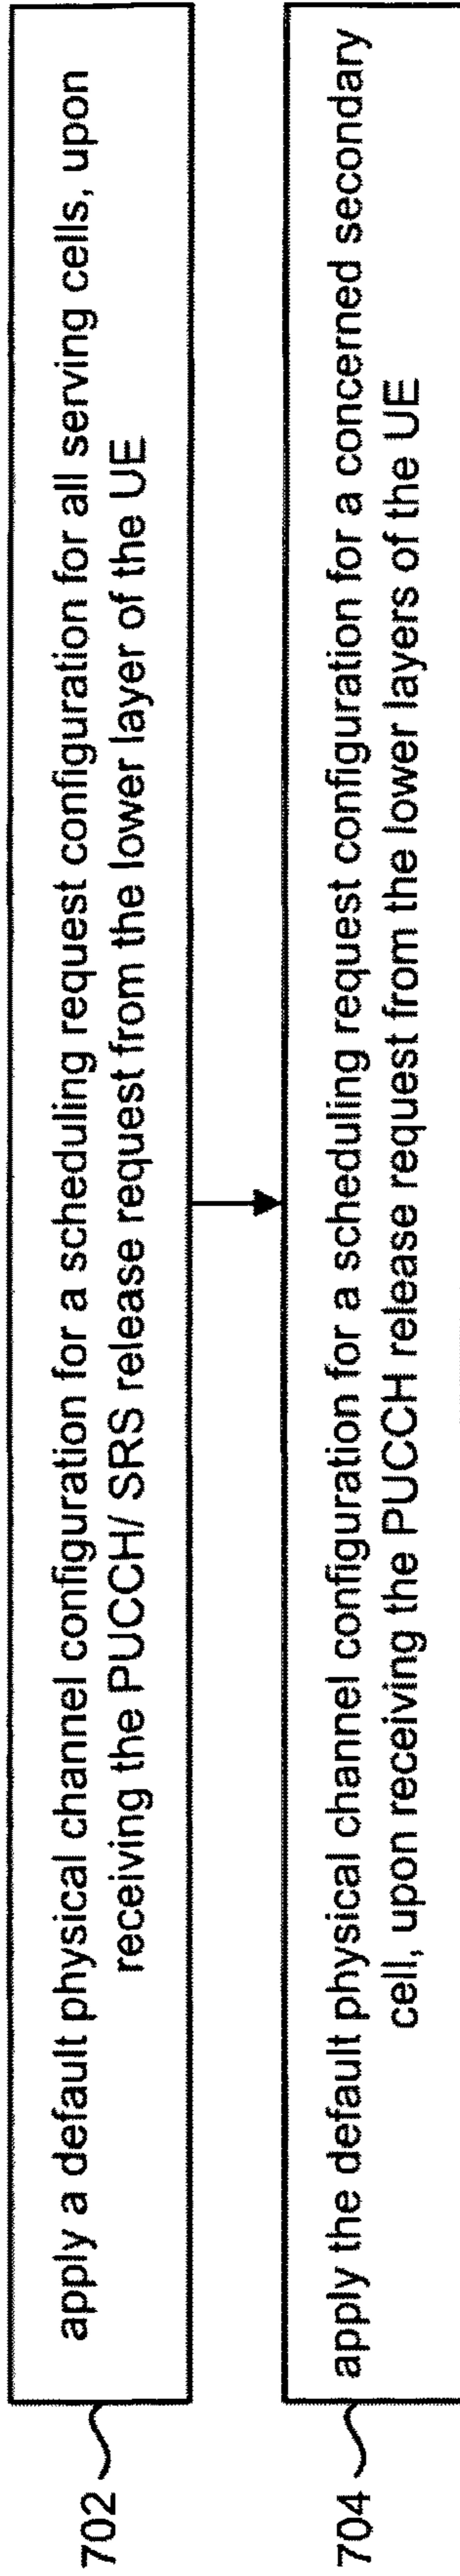 702
apply a default physical channel configuration for a scheduling request configuration for all serving cells, upon
receiving the PUCCH/ SRS release request from the lower layer of the UE
704
apply the default physical channel configuration for a scheduling request configuration for a concerned secondary
cell, upon receiving the PUCCH release request from the lower layers of the UE